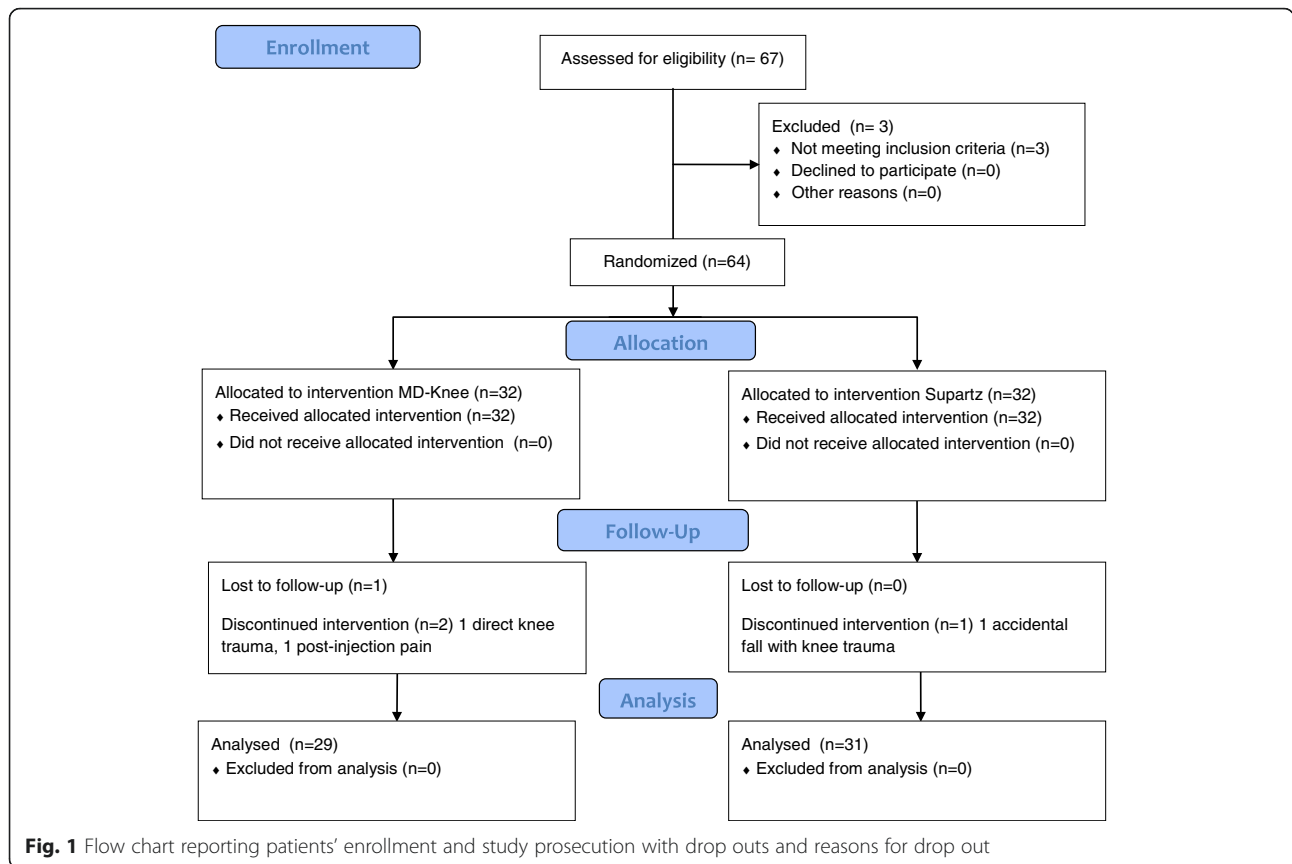 Enrollment
Assessed for eligibility (n= 67)
Excluded (n= 3)
♦ Not meeting inclusion criteria (n=3)
♦ Declined to participate (n=0)
♦ Other reasons (n=0)
Randomized (n=64)
Allocation
Allocated to intervention MD-Knee (n=32)
♦ Received allocated intervention (n=32)
♦ Did not receive allocated intervention (n=0)
Allocated to intervention Supartz (n=32)
♦ Received allocated intervention (n=32)
♦ Did not receive allocated intervention (n=0)
Follow-Up
Lost to follow-up (n=1)
Discontinued intervention (n=2) 1 direct knee
trauma, 1 post-injection pain
Lost to follow-up (n=0)
Discontinued intervention (n=1) 1 accidental
fall with knee trauma
Analysis
Analysed (n=29)
♦ Excluded from analysis (n=0)
Analysed (n=31)
♦ Excluded from analysis (n=0)
Fig. 1 Flow chart reporting patients' enrollment and study prosecution with drop outs and reasons for drop out